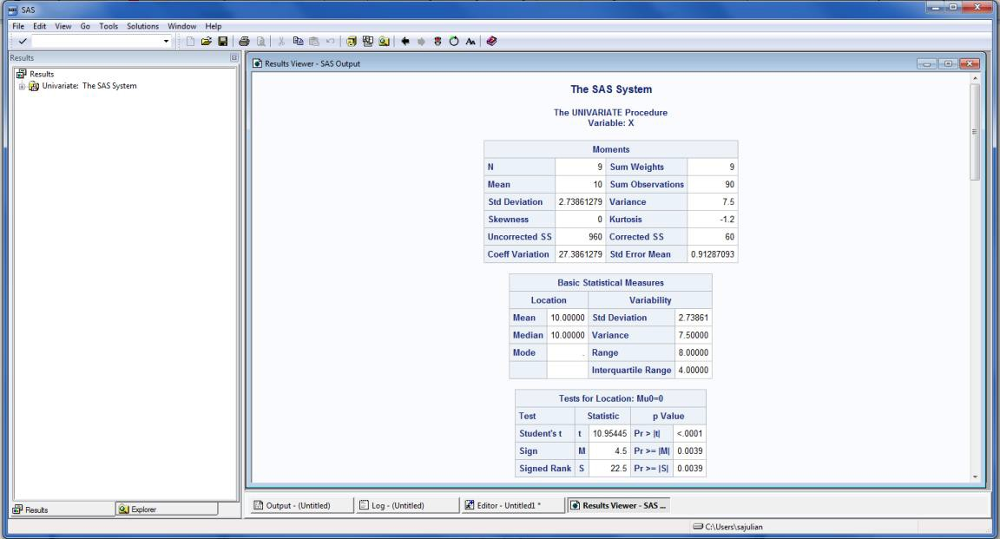 SAS
File Edit View Go Tools Solutions Window Help
Results
Results
Univariate: The SAS System
Results Viewer - SAS Output
The SAS System
The UNIVARIATE Procedure
Variable: X
Moments
N 9 Sum Weights 9
Mean 10 Sum Observations 90
Std Deviation 2.73861279 Variance 7.5
Skewness 0 Kurtosis -1.2
Uncorrected SS 960 Corrected SS 60
Coeff Variation 27.3861279 Std Error Mean 0.91287093
Basic Statistical Measures
Location Variability
Mean 10.00000 Std Deviation 2.73861
Median 10.00000 Variance 7.50000
Mode . Range 8.00000
Interquartile Range 4.00000
Tests for Location: Mu0=0
Test Statistic p Value
Student's t t 10.95445 Pr > |t| <.0001
Sign M 4.5 Pr >= |M| 0.0039
Signed Rank S 22.5 Pr >= |S| 0.0039
Results Explorer
Output - (Untitled) Log - (Untitled) Editor - Untitled1 * Results Viewer - SAS ...
C:\Users\sajulian